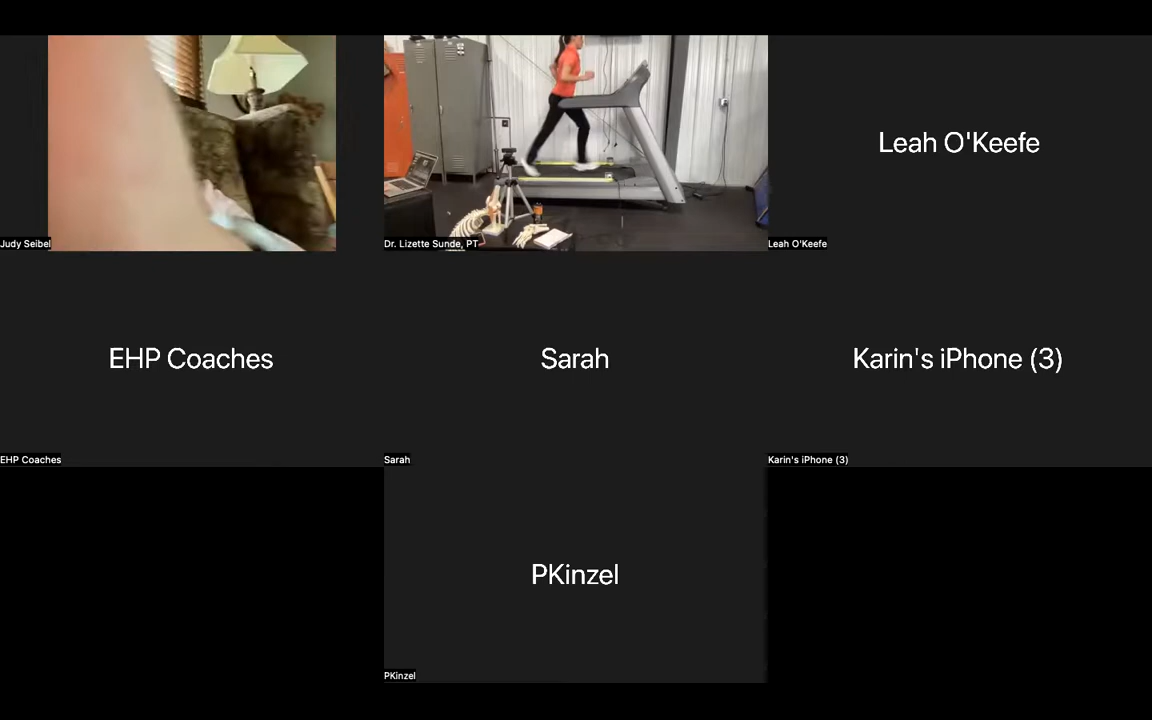 Leah O'Keefe
Judy Seibel
Dr. Lizette Sunde, PT
Leah O'Keefe
EHP Coaches
Sarah
Karin's iPhone (3)
EHP Coaches
Sarah
Karin's iPhone (3)
PKinzel
PKinzel